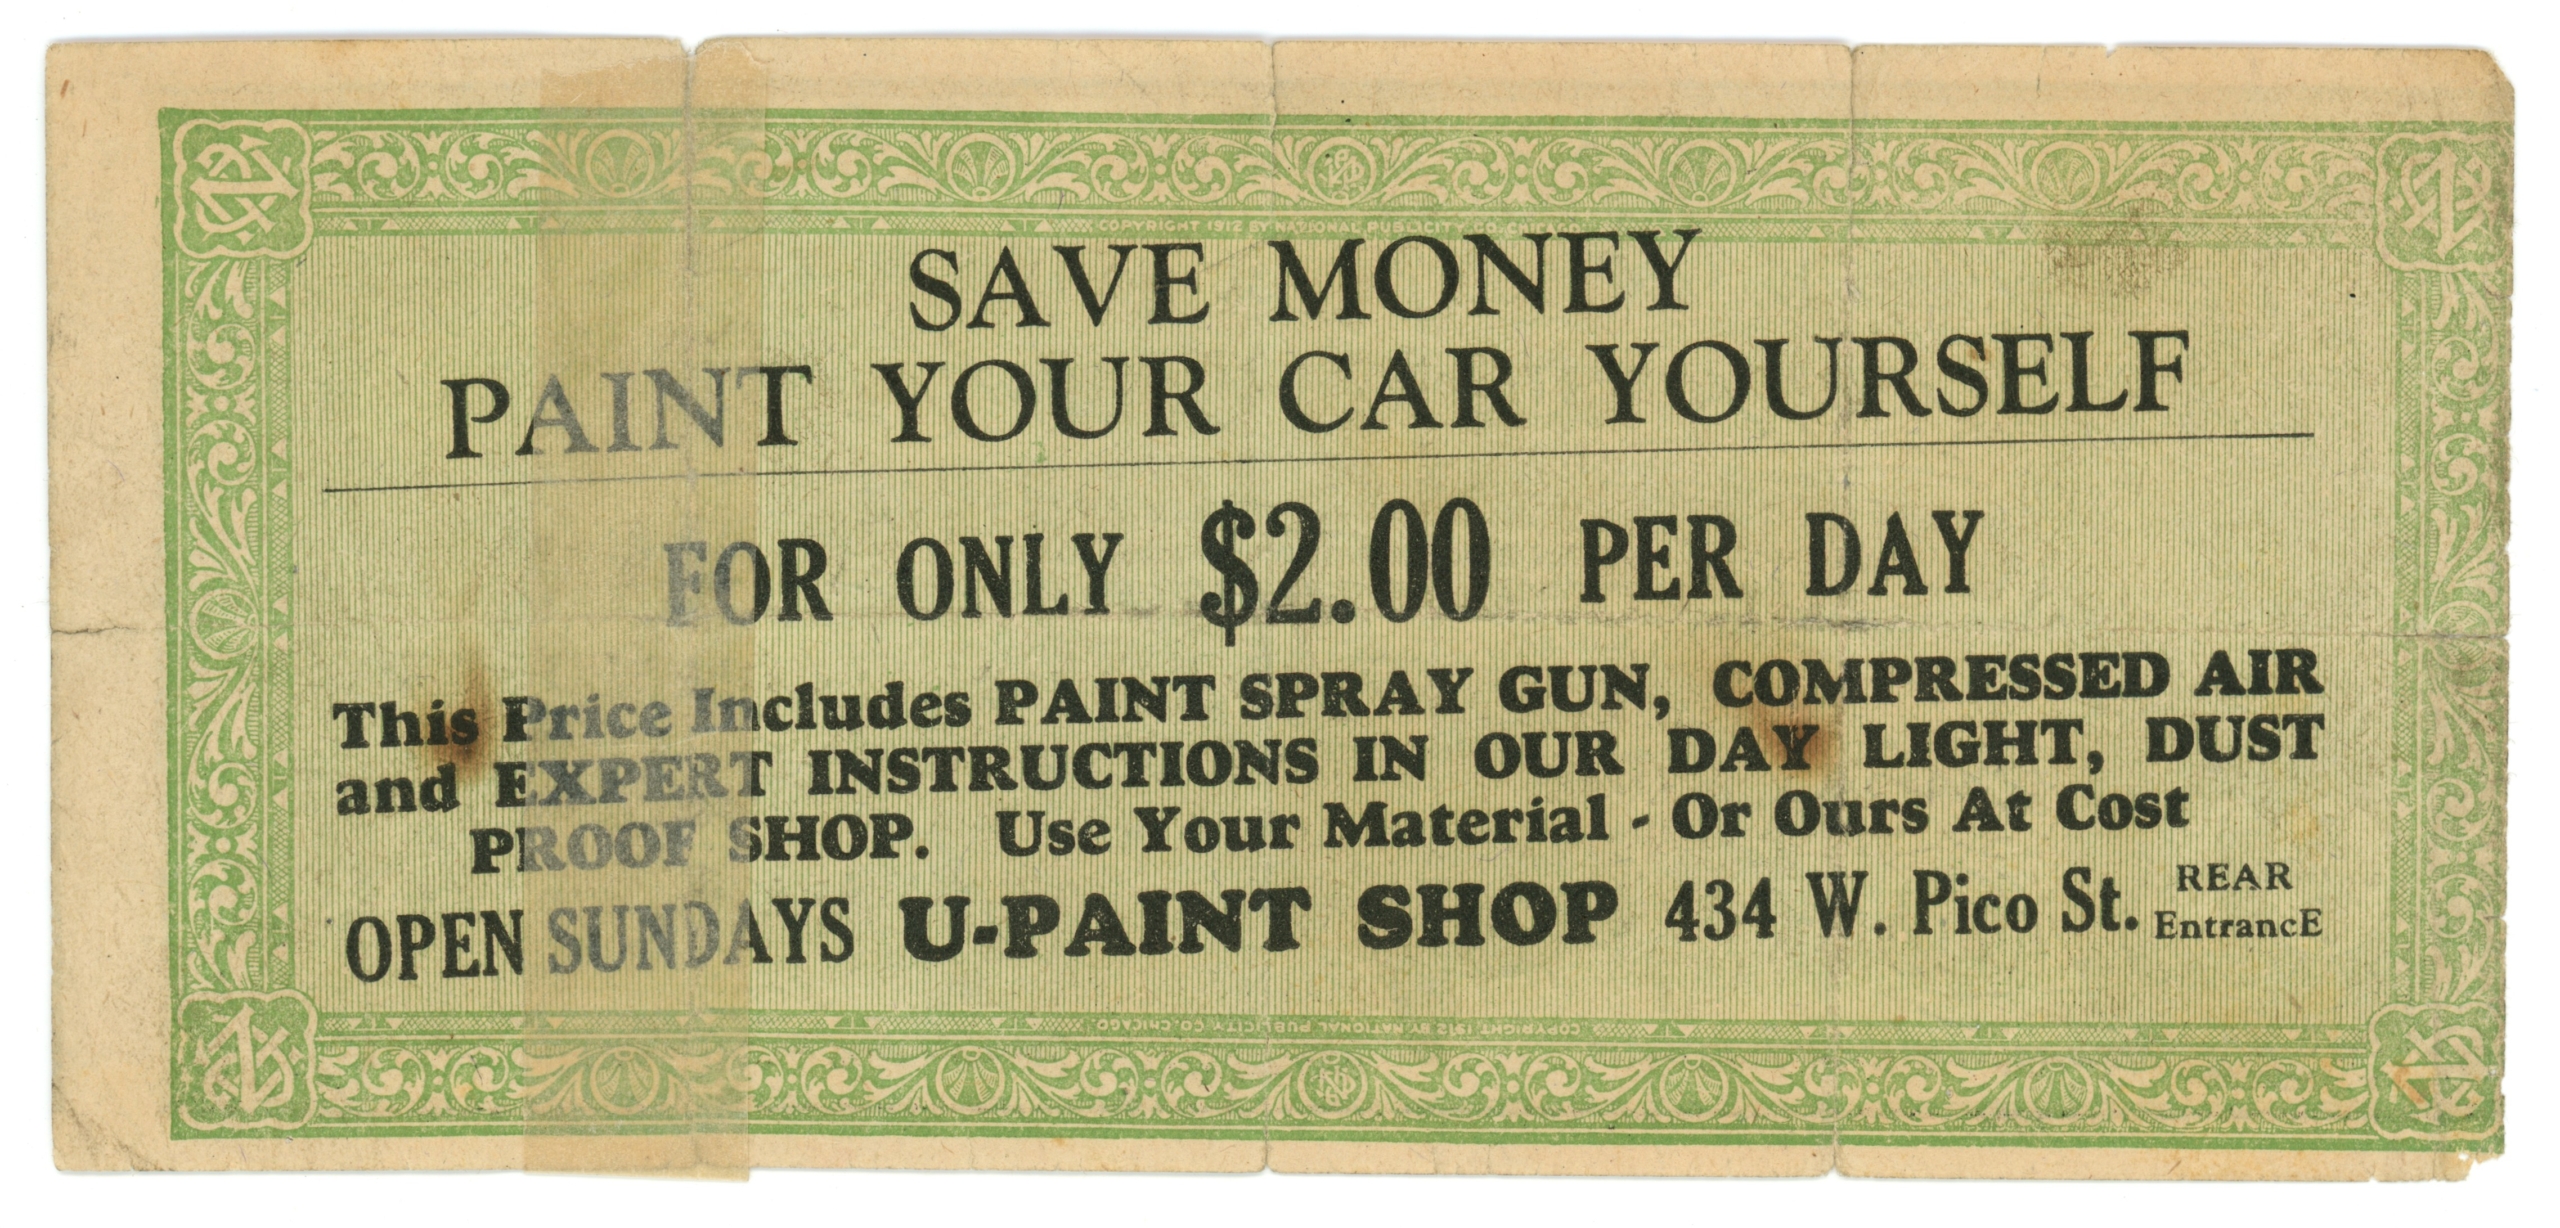 COPYRIGHT 1912 BY NATIONAL PUBLICITY CO.
SAVE MONEY
PAINT YOUR CAR YOURSELF
FOR ONLY $2.00 PER DAY
This Price Includes PAINT SPRAY GUN, COMPRESSED AIR
and EXPERT INSTRUCTIONS IN OUR DAY LIGHT, DUST
PROOF SHOP. Use Your Material - Or Ours At Cost
OPEN SUNDAYS U-PAINT SHOP 434 W. Pico St. REAR
EntrancE
COPYRIGHT 1912 BY NATIONAL PUBLICITY CO. CHICAGO